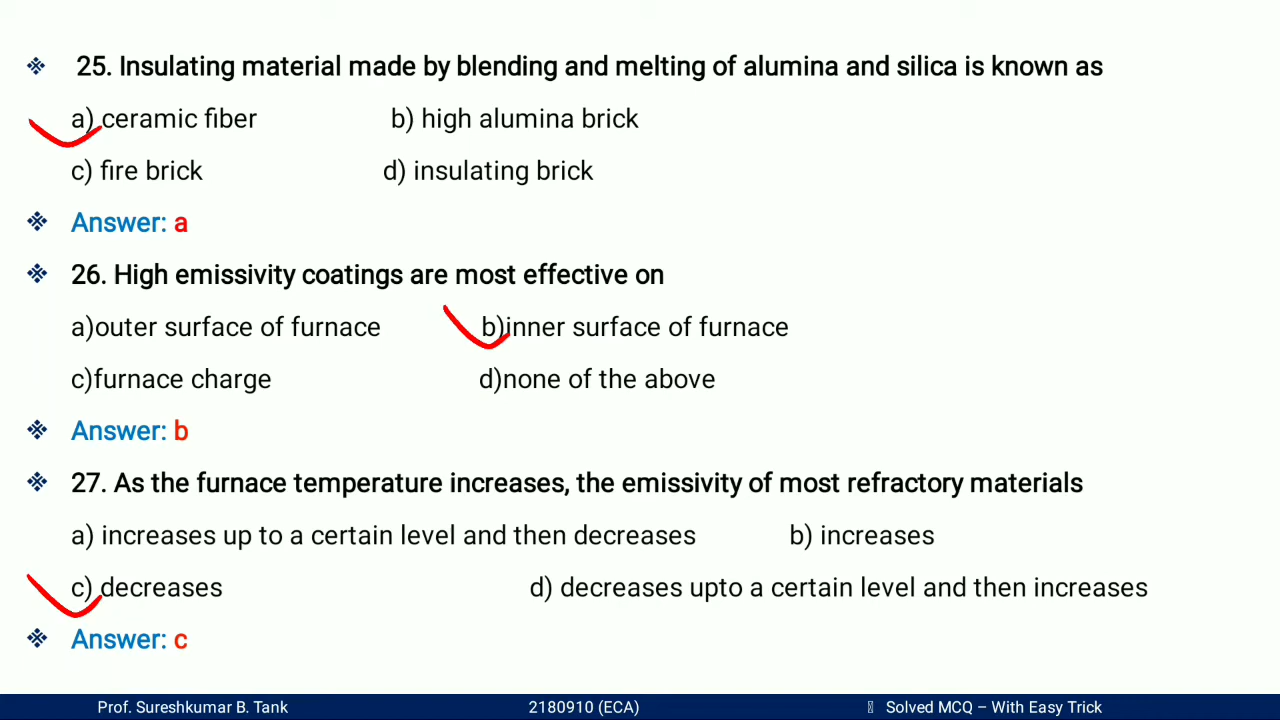 ❖ 25. Insulating material made by blending and melting of alumina and silica is known as
a) ceramic fiber b) high alumina brick
c) fire brick d) insulating brick
❖ Answer: a
❖ 26. High emissivity coatings are most effective on
a)outer surface of furnace b)inner surface of furnace
c)furnace charge d)none of the above
❖ Answer: b
❖ 27. As the furnace temperature increases, the emissivity of most refractory materials
a) increases up to a certain level and then decreases b) increases
c) decreases d) decreases upto a certain level and then increases
❖ Answer: c
Prof. Sureshkumar B. Tank 2180910 (ECA) Solved MCQ – With Easy Trick